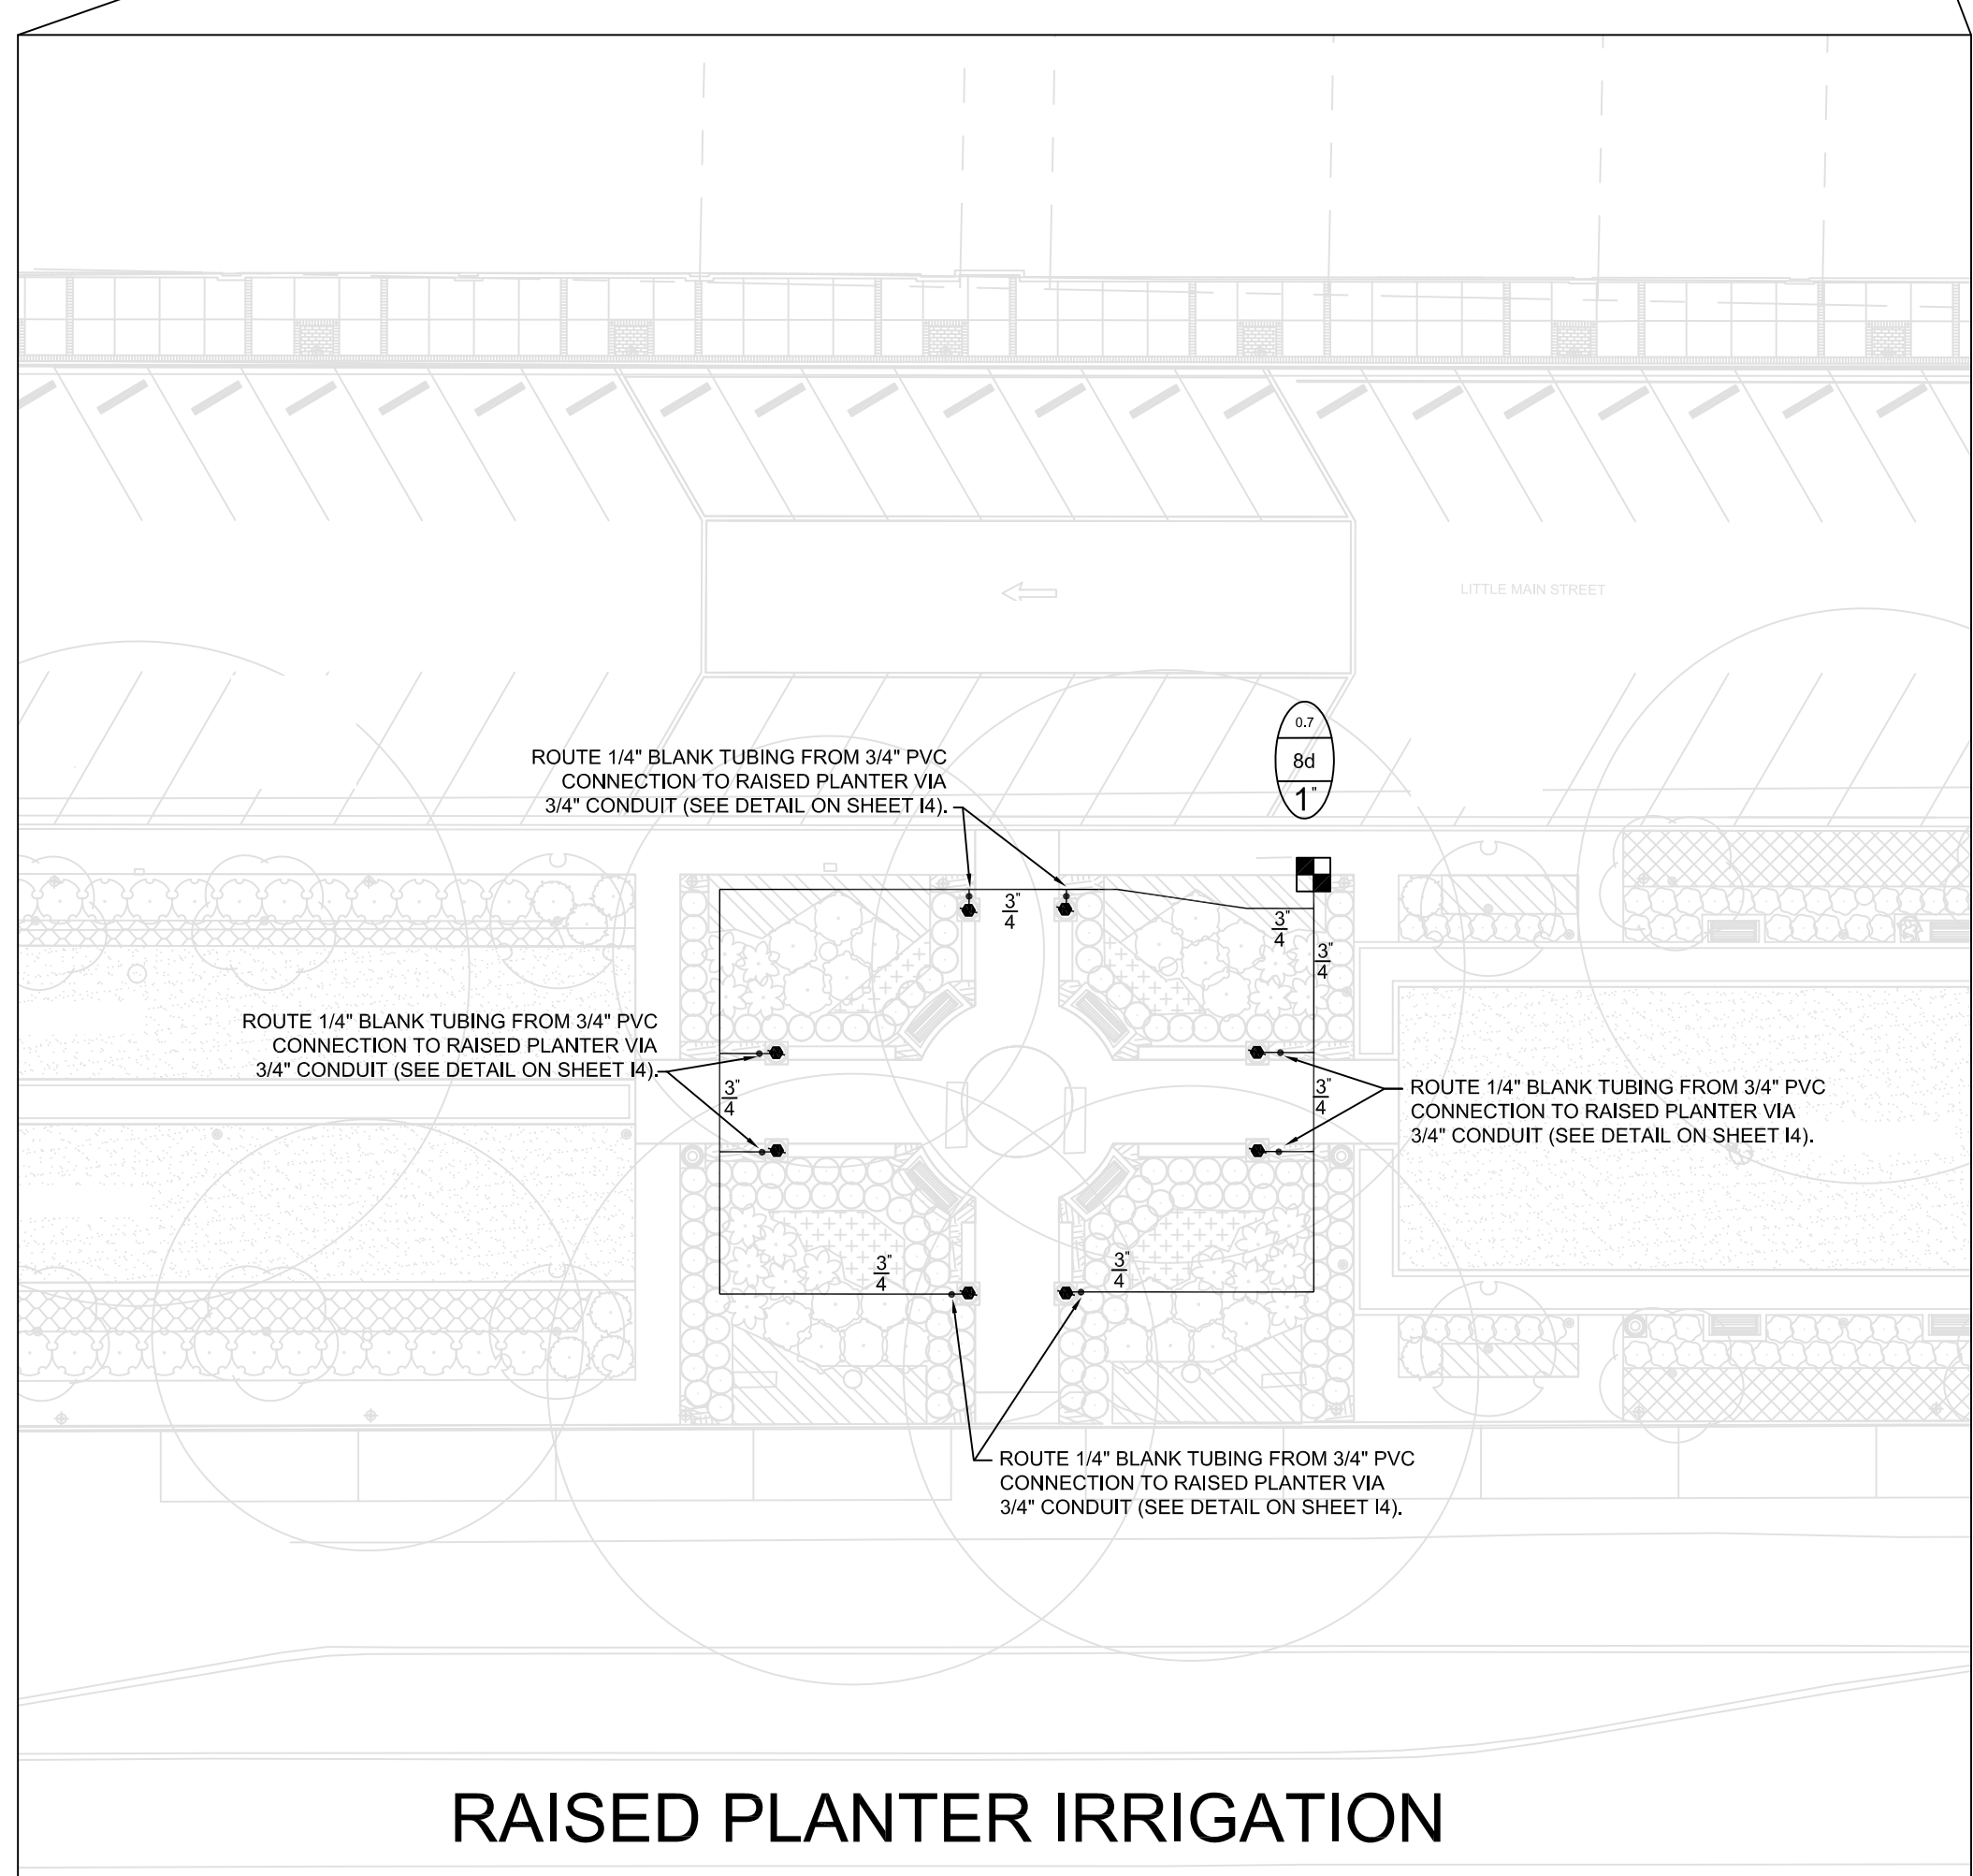 LITTLE MAIN STREET
0.7
8d
1"
ROUTE 1/4" BLANK TUBING FROM 3/4" PVC
CONNECTION TO RAISED PLANTER VIA
3/4" CONDUIT (SEE DETAIL ON SHEET I4).
3"
4
3"
4
3"
4
ROUTE 1/4" BLANK TUBING FROM 3/4" PVC
CONNECTION TO RAISED PLANTER VIA
3/4" CONDUIT (SEE DETAIL ON SHEET I4).
3"
4
3"
4
ROUTE 1/4" BLANK TUBING FROM 3/4" PVC
CONNECTION TO RAISED PLANTER VIA
3/4" CONDUIT (SEE DETAIL ON SHEET I4).
3"
4
3"
4
ROUTE 1/4" BLANK TUBING FROM 3/4" PVC
CONNECTION TO RAISED PLANTER VIA
3/4" CONDUIT (SEE DETAIL ON SHEET I4).
RAISED PLANTER IRRIGATION